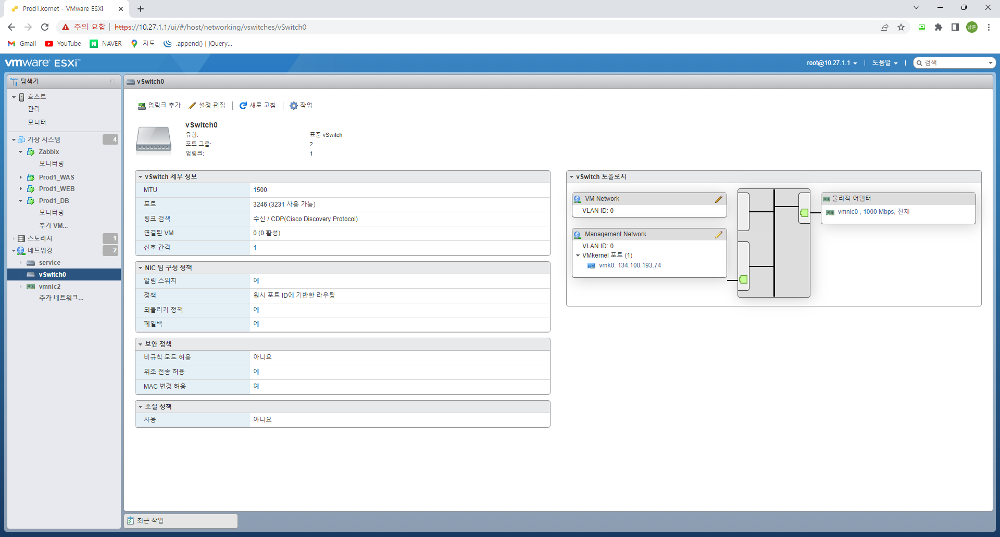 Prod1.kornet - VMware ESXi
주의 요함 https://10.27.1.1/ui/#/host/networking/vswitches/vSwitch0
남훈
Gmail YouTube NAVER 지도 .append() | jQuery...
vmware ESXi™
root@10.27.1.1 | 도움말 | 검색
탐색기
호스트
관리
모니터
가상 시스템 4
Zabbix
모니터링
Prod1_WAS
Prod1_WEB
Prod1_DB
모니터링
추가 VM...
스토리지 1
네트워킹 2
service
vSwitch0
vmnic2
추가 네트워크...
vSwitch0
업링크 추가 설정 편집 새로 고침 작업
vSwitch0
유형: 표준 vSwitch
포트 그룹: 2
업링크: 1
vSwitch 세부 정보
MTU 1500
포트 3246 (3231 사용 가능)
링크 검색 수신 / CDP(Cisco Discovery Protocol)
연결된 VM 0 (0 활성)
신호 간격 1
NIC 팀 구성 정책
알림 스위치 예
정책 원시 포트 ID에 기반한 라우팅
되돌리기 정책 예
페일백 예
보안 정책
비규칙 모드 허용 아니요
위조 전송 허용 예
MAC 변경 허용 예
조절 정책
사용 아니요
vSwitch 토폴로지
VM Network
VLAN ID: 0
Management Network
VLAN ID: 0
VMkernel 포트 (1)
vmk0: 134.100.193.74
물리적 어댑터
vmnic0 , 1000 Mbps, 전체
최근 작업